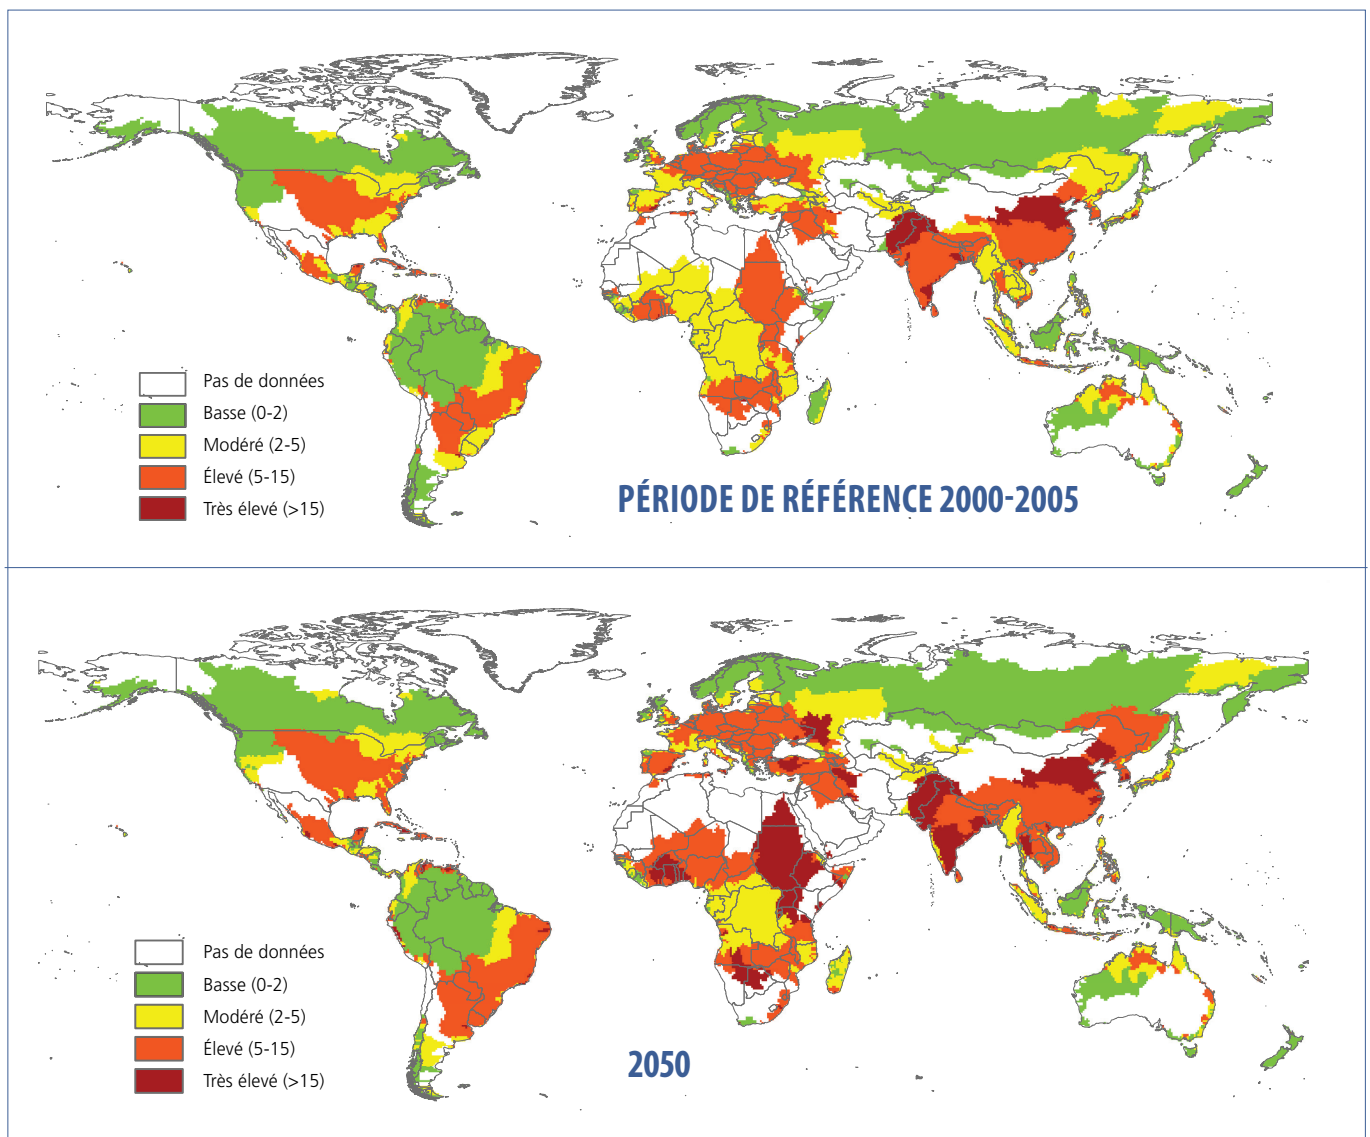 Pas de données
Basse (0-2)
Modéré (2-5)
Élevé (5-15)
Très élevé (>15)
PÉRIODE DE RÉFÉRENCE 2000-2005
Pas de données
Basse (0-2)
Modéré (2-5)
Élevé (5-15)
Très élevé (>15)
2050